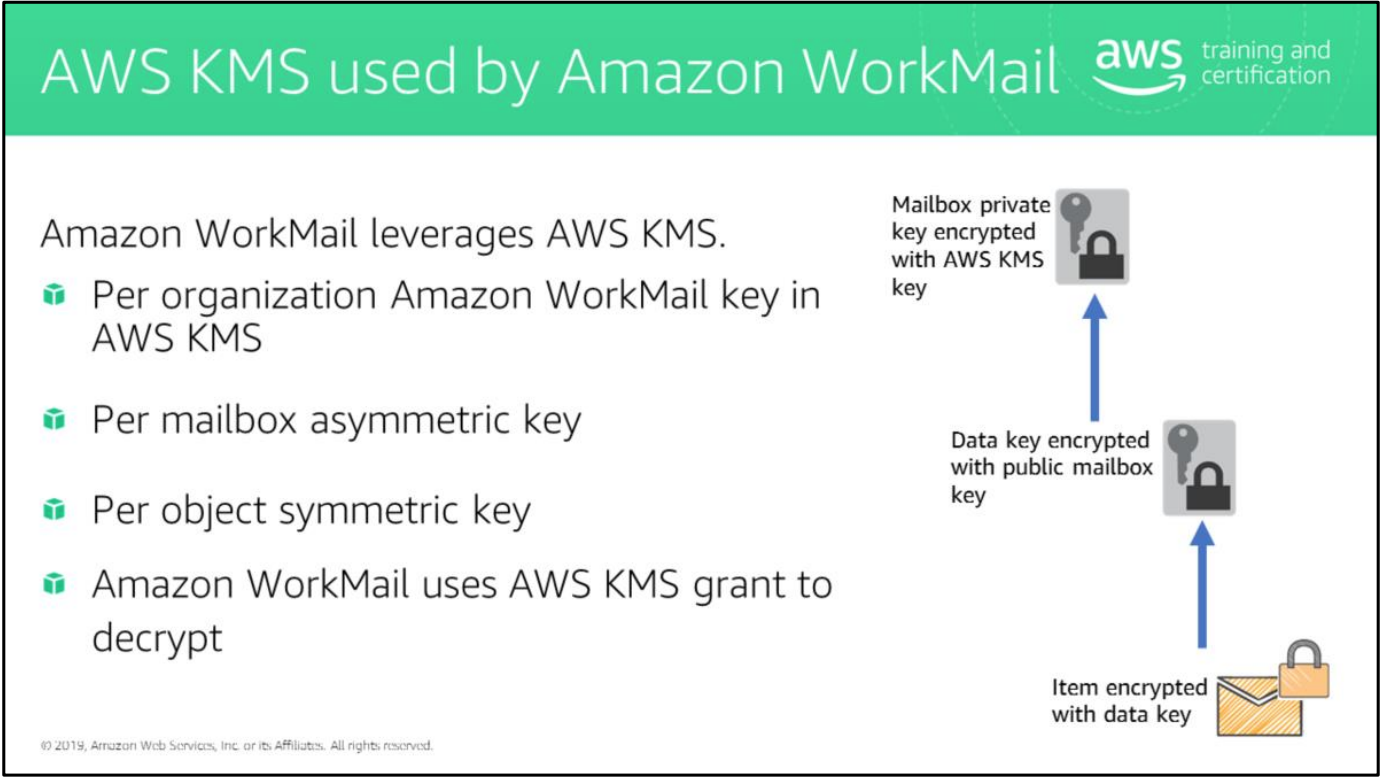 AWS KMS used by Amazon WorkMail
aws training and
certification
Amazon WorkMail leverages AWS KMS.
Per organization Amazon WorkMail key in
AWS KMS
Per mailbox asymmetric key
Per object symmetric key
Amazon WorkMail uses AWS KMS grant to
decrypt
Mailbox private
key encrypted
with AWS KMS
key
Data key encrypted
with public mailbox
key
Item encrypted
with data key
© 2019, Amazon Web Services, Inc. or its Affiliates. All rights reserved.